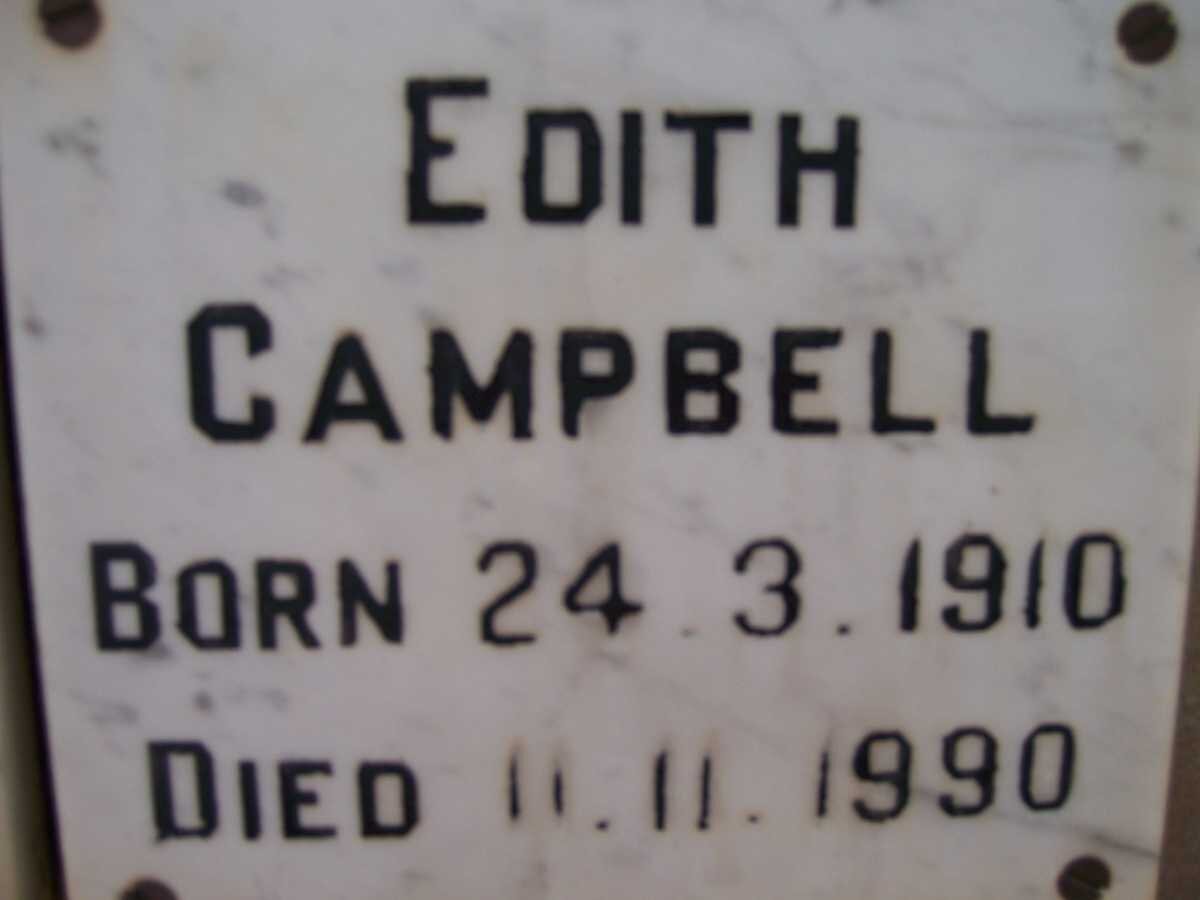 EDITH
CAMPBELL
BORN 24.3.1910
DIED 11.11.1990